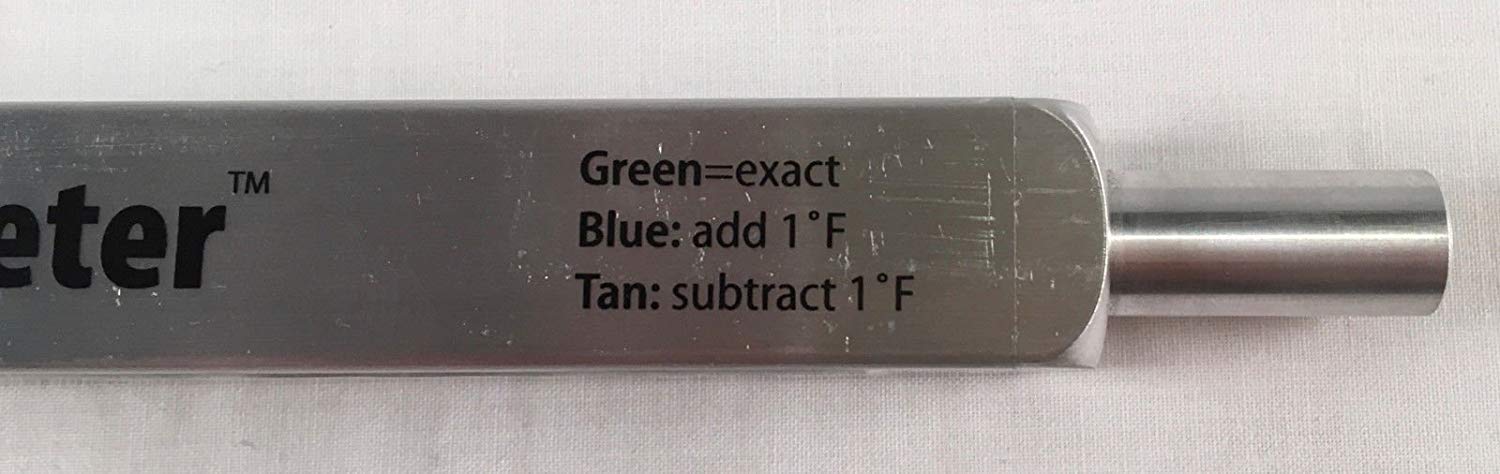 eter™
Green=exact
Blue: add 1˚F
Tan: subtract 1˚F